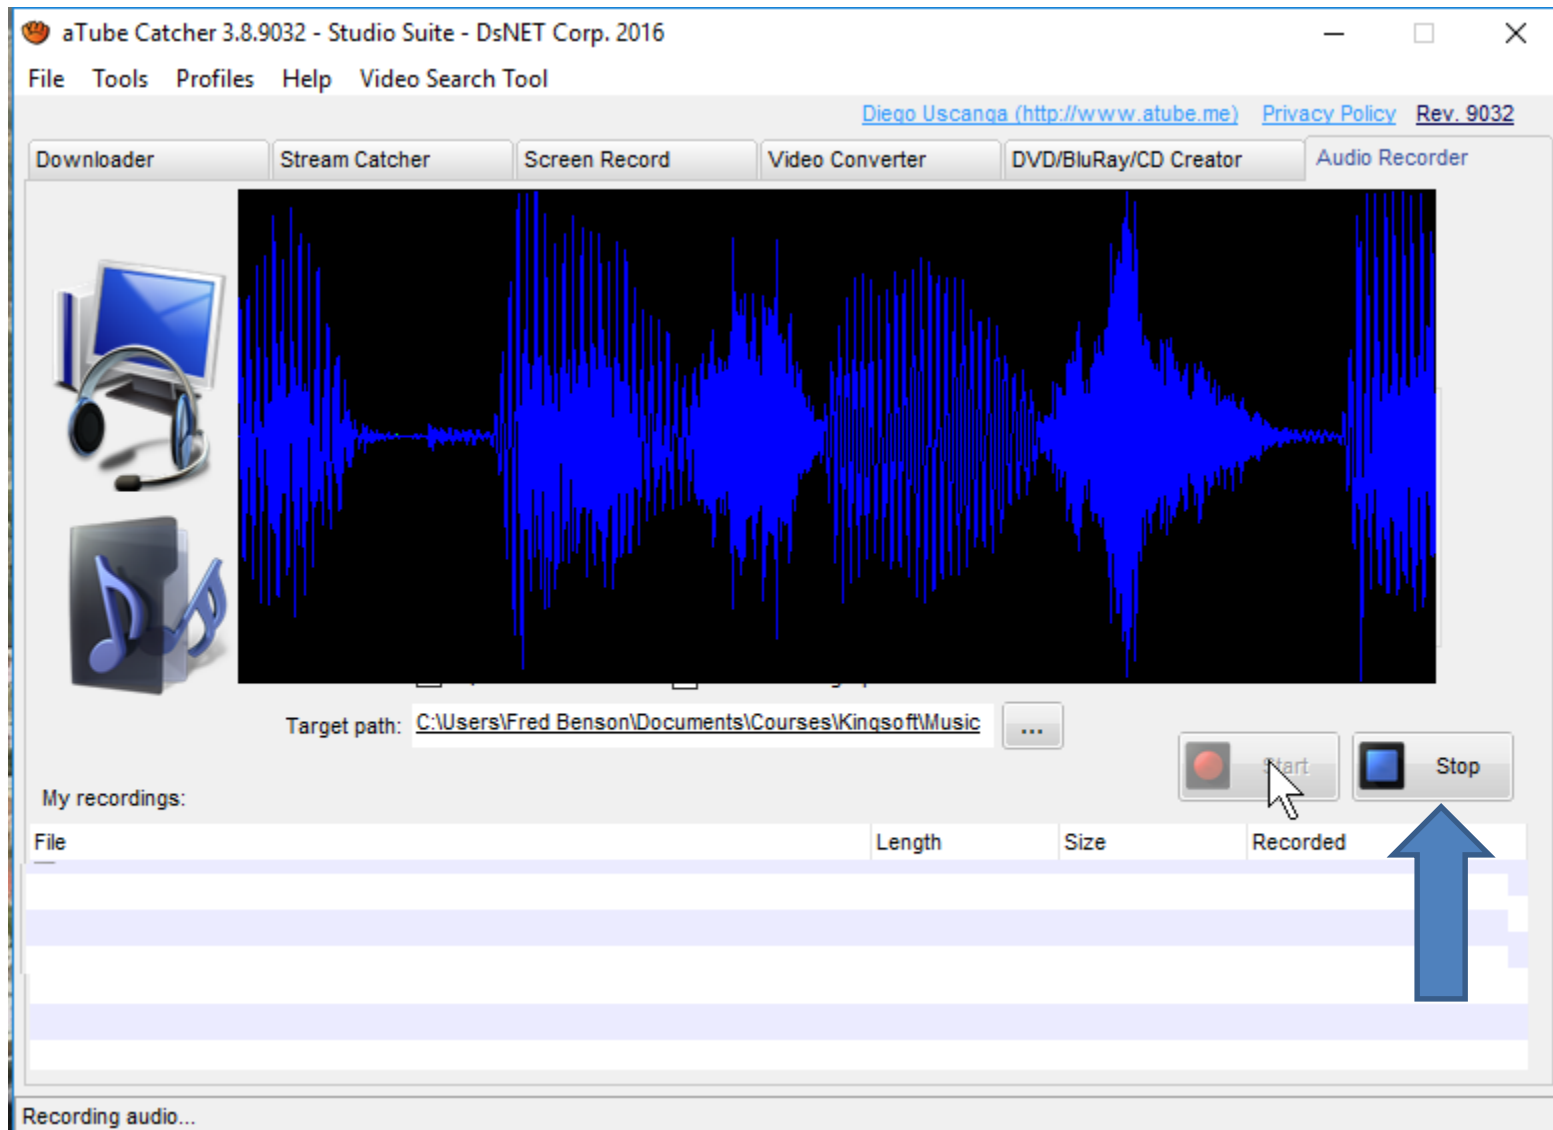 aTube Catcher 3.8.9032 - Studio Suite - DsNET Corp. 2016
File Tools Profiles Help Video Search Tool
Diego Uscanga (http://www.atube.me) Privacy Policy Rev. 9032
Downloader Stream Catcher Screen Record Video Converter DVD/BluRay/CD Creator Audio Recorder
Target path: C:\Users\Fred Benson\Documents\Courses\Kingsoft\Music ...
Start Stop
My recordings:
File Length Size Recorded
Recording audio...